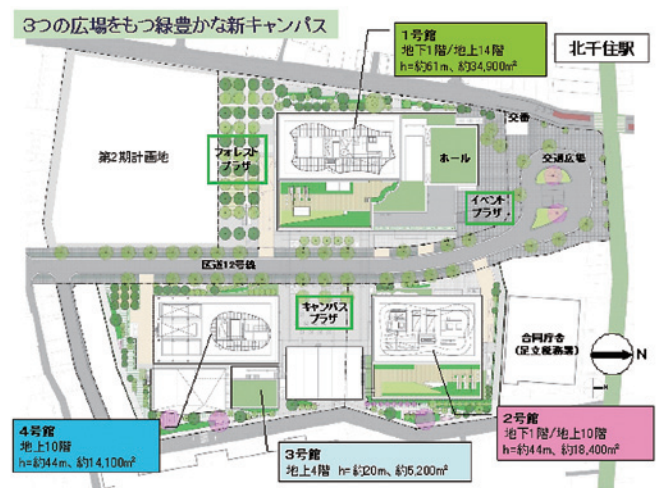 3つの広場をもつ緑豊かな新キャンパス
1号館
地下1階/地上14階
h=約61m、約34,900m²
北千住駅
交番
第2期計画地
フォレスト
プラザ
ホール
交通広場
イベント
プラザ
区道12号線
キャンパス
プラザ
合同庁舎
(足立税務署)
N
4号館
地上10階
h=約44m、約14,100m²
3号館
地上4階 h=約20m、約5,200m²
2号館
地下1階/地上10階
h=約44m、約18,400m²